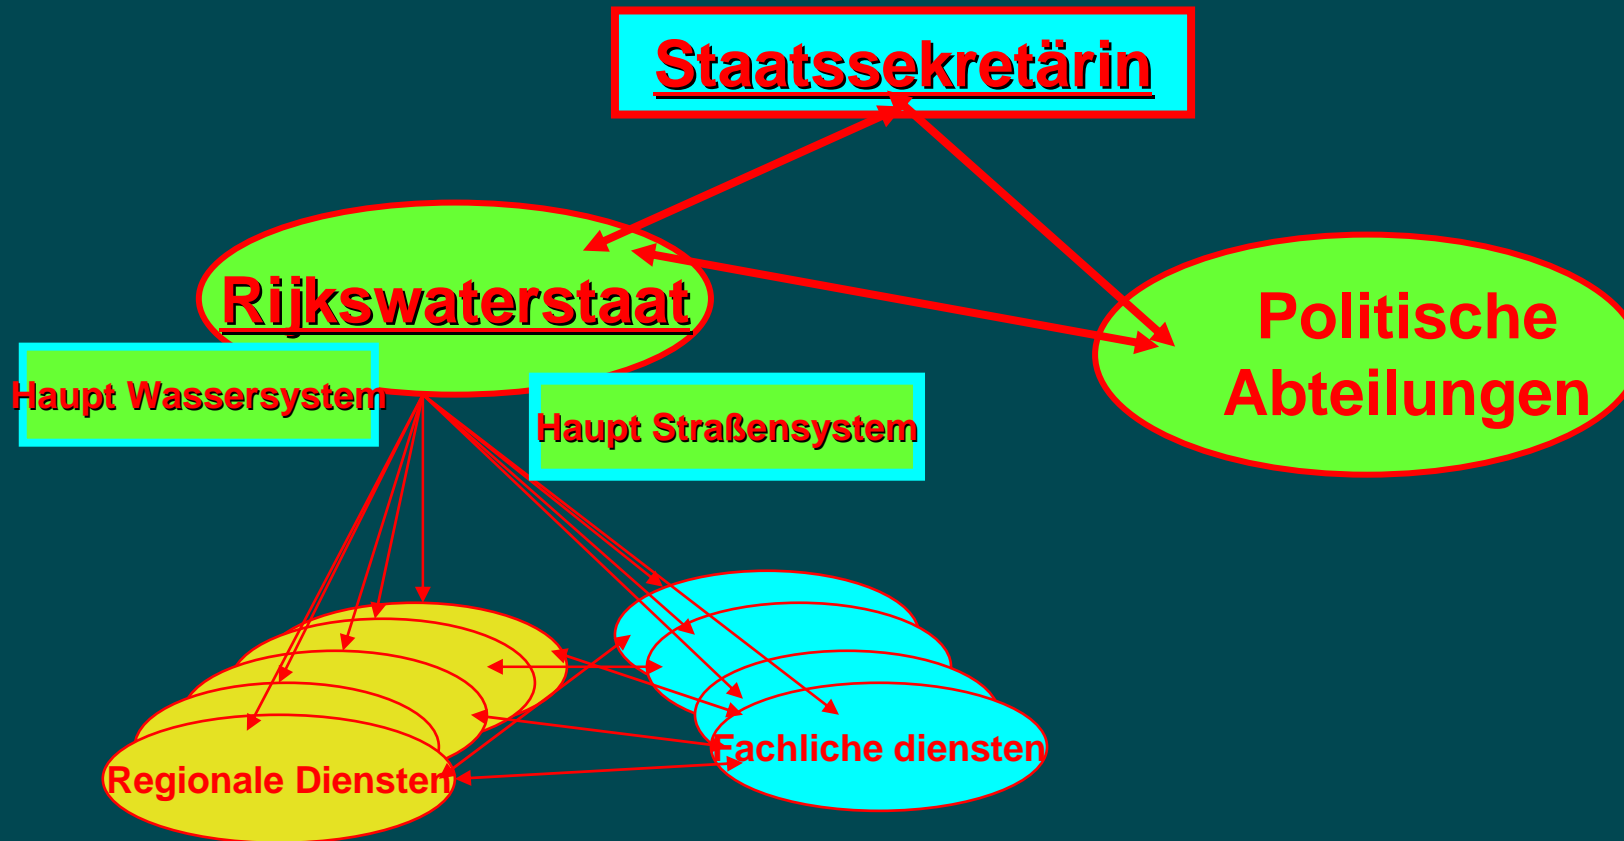 Staatssekretärin
Rijkswaterstaat
Politische
Abteilungen
Haupt Wassersystem
Haupt Straßensystem
Fachliche diensten
Regionale Diensten